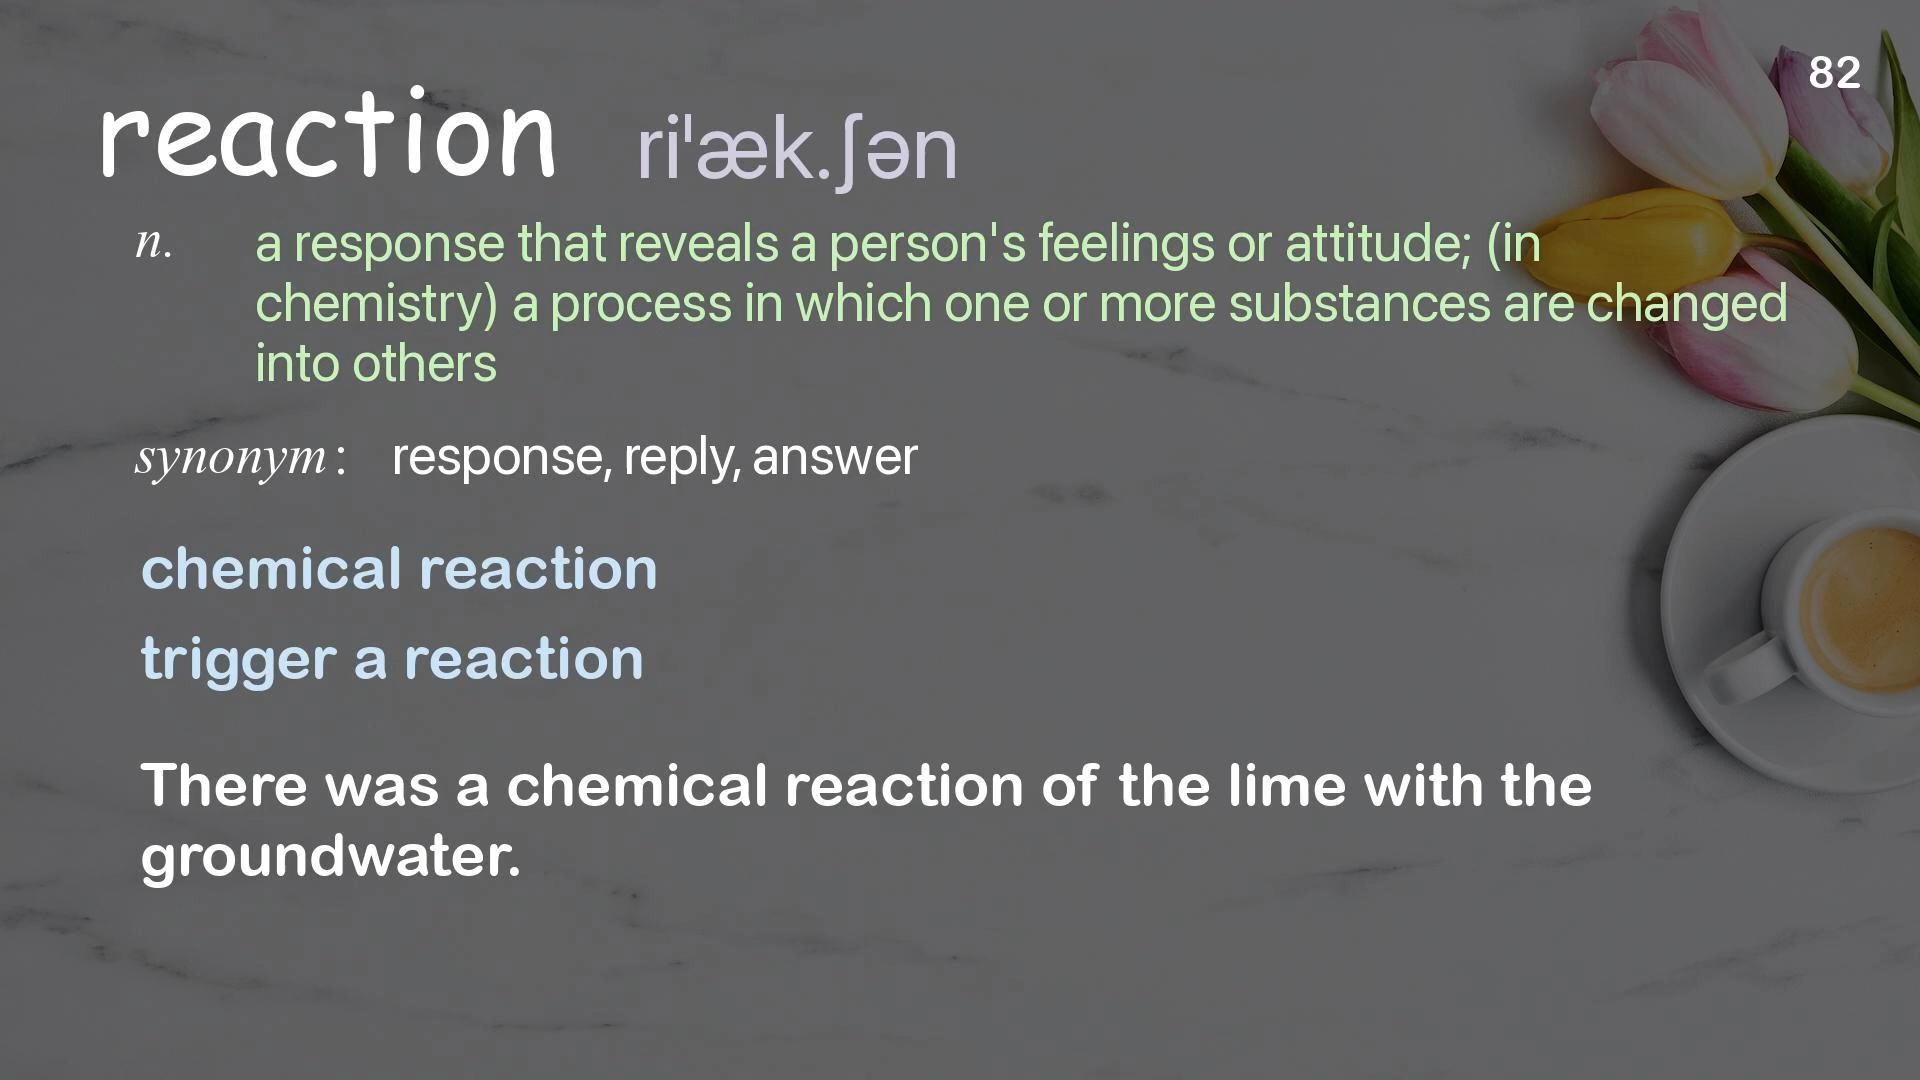 82
reaction riˈæk.ʃən
n. a response that reveals a person's feelings or attitude; (in
chemistry) a process in which one or more substances are changed
into others
synonym: response, reply, answer
chemical reaction
trigger a reaction
There was a chemical reaction of the lime with the
groundwater.